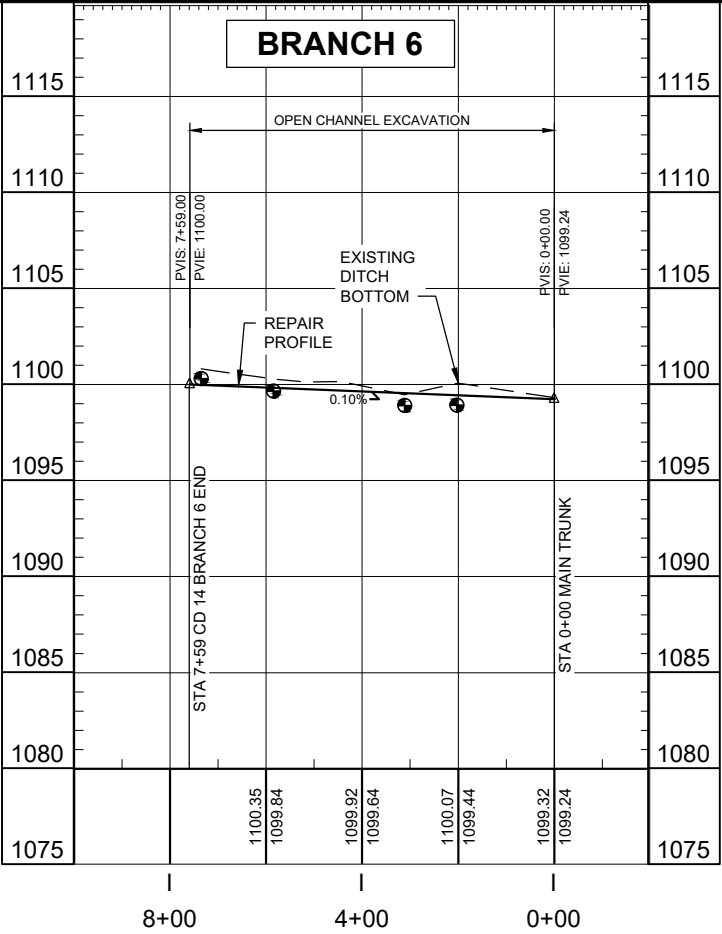 BRANCH 6
1115
1115
OPEN CHANNEL EXCAVATION
1110
1110
PVIS: 7+59.00
PVIE: 1100.00
PVIS: 0+00.00
PVIE: 1099.24
EXISTING
DITCH
BOTTOM
1105
1105
REPAIR
PROFILE
1100
1100
0.10%
1095
1095
STA 7+59 CD 14 BRANCH 6 END
STA 0+00 MAIN TRUNK
1090
1090
1085
1085
1080
1080
1100.35
1099.84
1099.92
1099.64
1100.07
1099.44
1099.32
1099.24
1075
1075
8+00
4+00
0+00